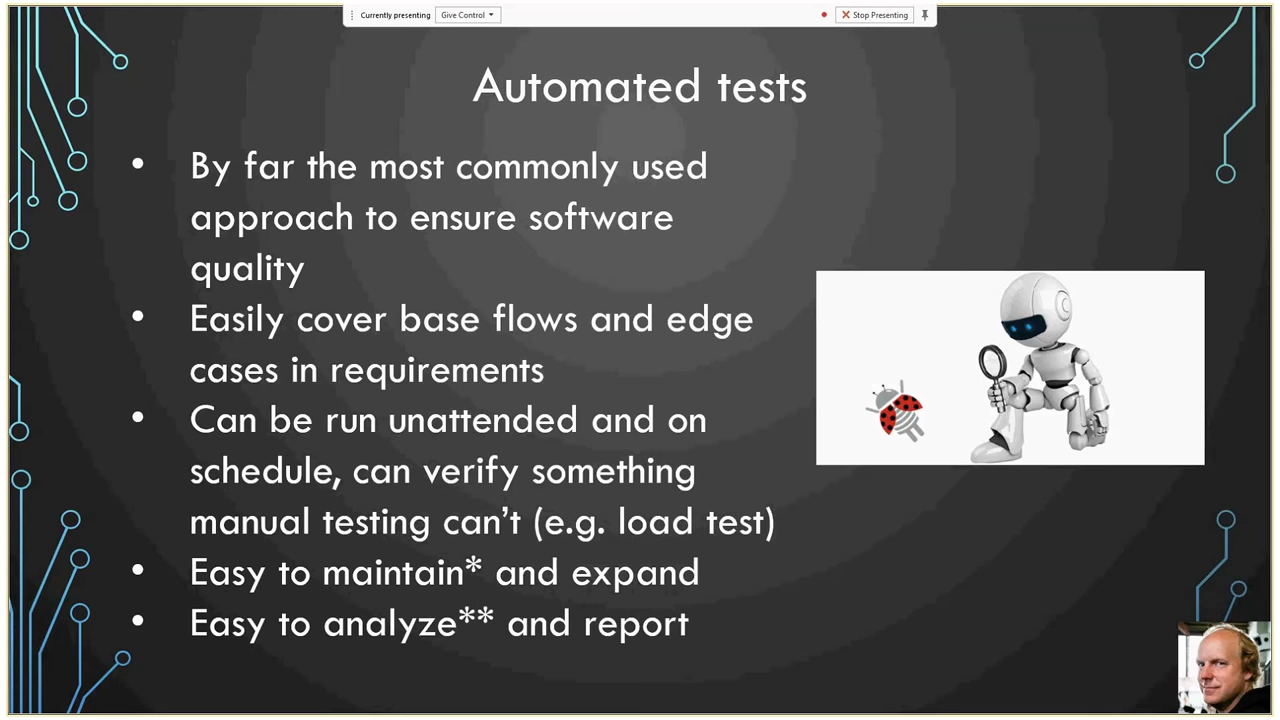 Currently presenting Give Control Stop Presenting
Automated tests
• By far the most commonly used
approach to ensure software
quality
• Easily cover base flows and edge
cases in requirements
• Can be run unattended and on
schedule, can verify something
manual testing can’t (e.g. load test)
• Easy to maintain* and expand
• Easy to analyze** and report